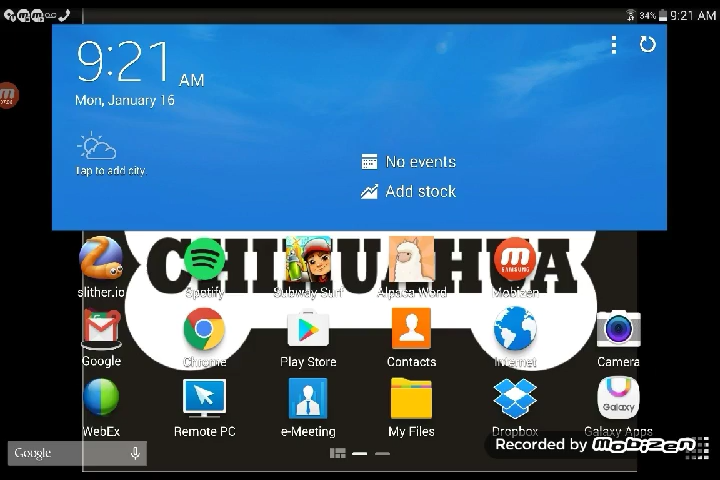 34% 9:21 AM
9:21 AM
Mon, January 16
Tap to add city
No events
Add stock
CHIHUAHUA
slither.io
Spotify
Subway Surf
Alpaca Word
Mobizen
SAMSUNG
Google
Chrome
Play Store
Contacts
Internet
Camera
WebEx
Remote PC
e-Meeting
My Files
Dropbox
Galaxy
Galaxy Apps
Google
Recorded by mobizen